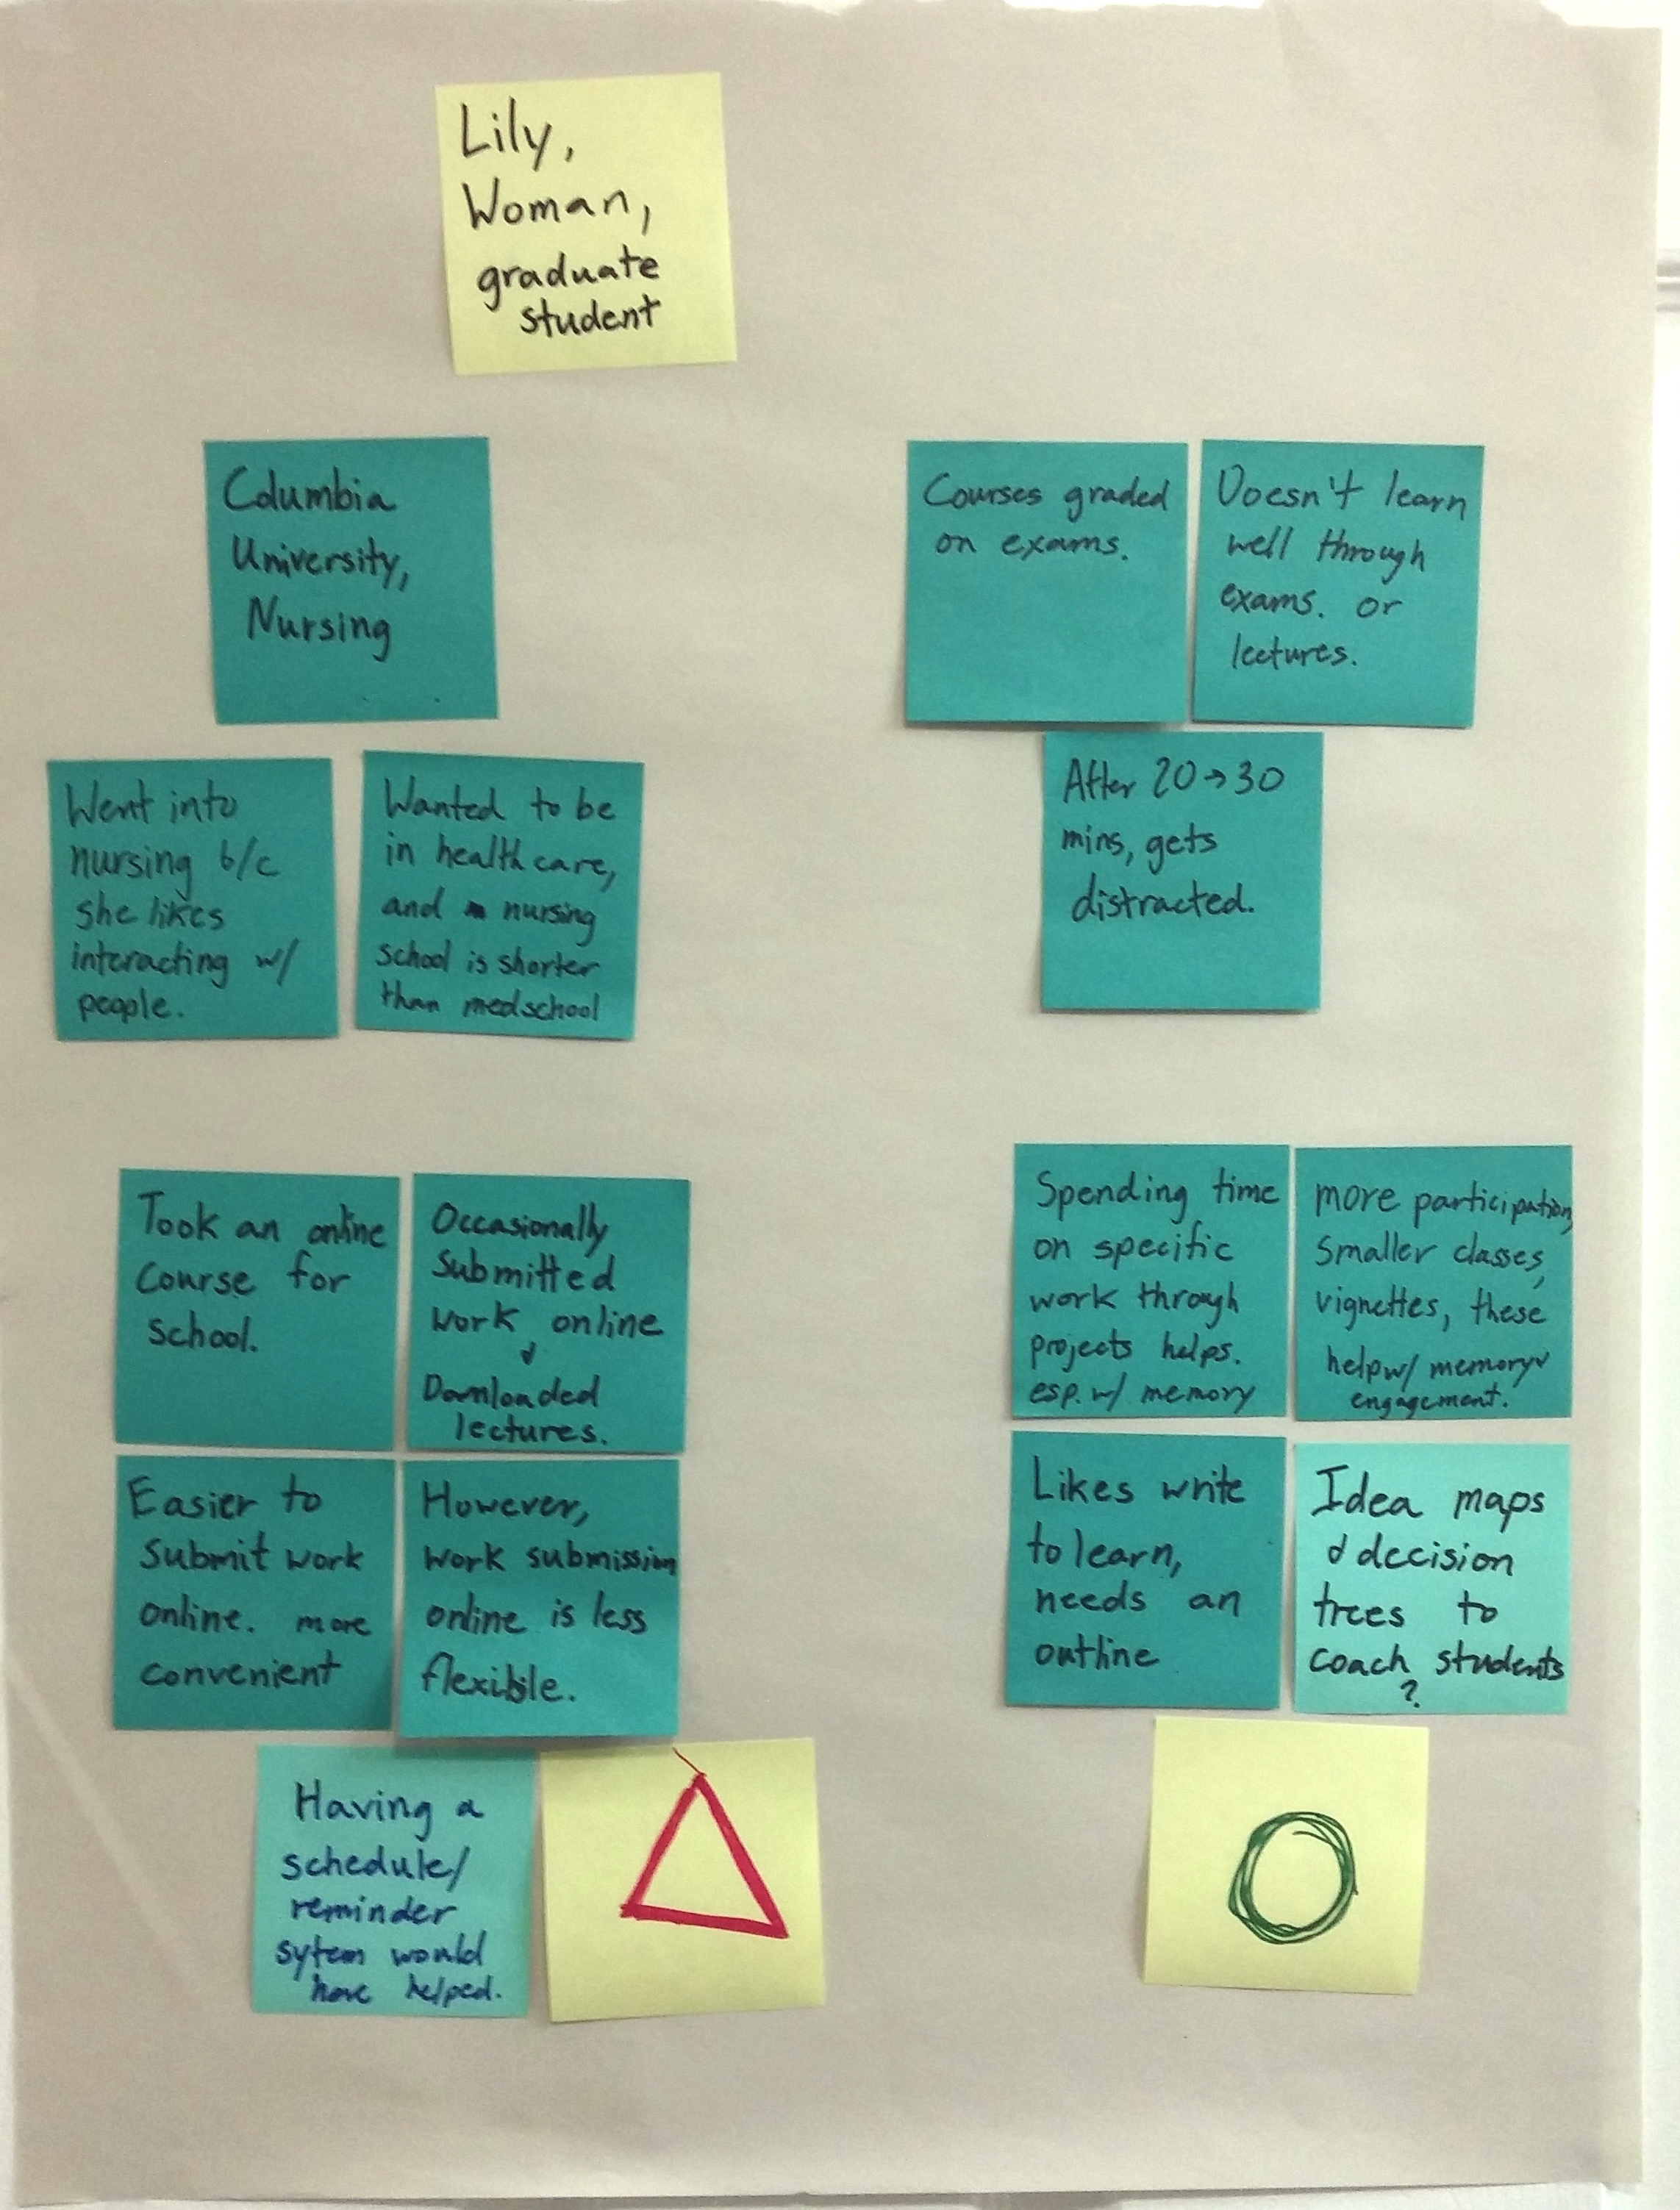 Lily,
Woman,
graduate
student
Columbia
University,
Nursing
Went into
nursing b/c
she likes
interacting w/
people.
Wanted to be
in healthcare,
and nursing
school is shorter
than medschool
Courses graded
on exams.
Doesn't learn
well through
exams. or
lectures.
After 20→30
mins, gets
distracted.
Took an online
course for
school.
Occasionally
submitted
work online
&
Downloaded
lectures.
Easier to
submit work
online. more
convenient
However,
work submission
online is less
flexible.
Having a
schedule/
reminder
sytem would
have helped.
Spending time
on specific
work through
projects helps.
esp. w/ memory
more participation,
smaller classes,
vignettes, these
help w/ memory &
engagement.
Likes write
to learn,
needs an
outline
Idea maps
& decision
trees to
coach students
?